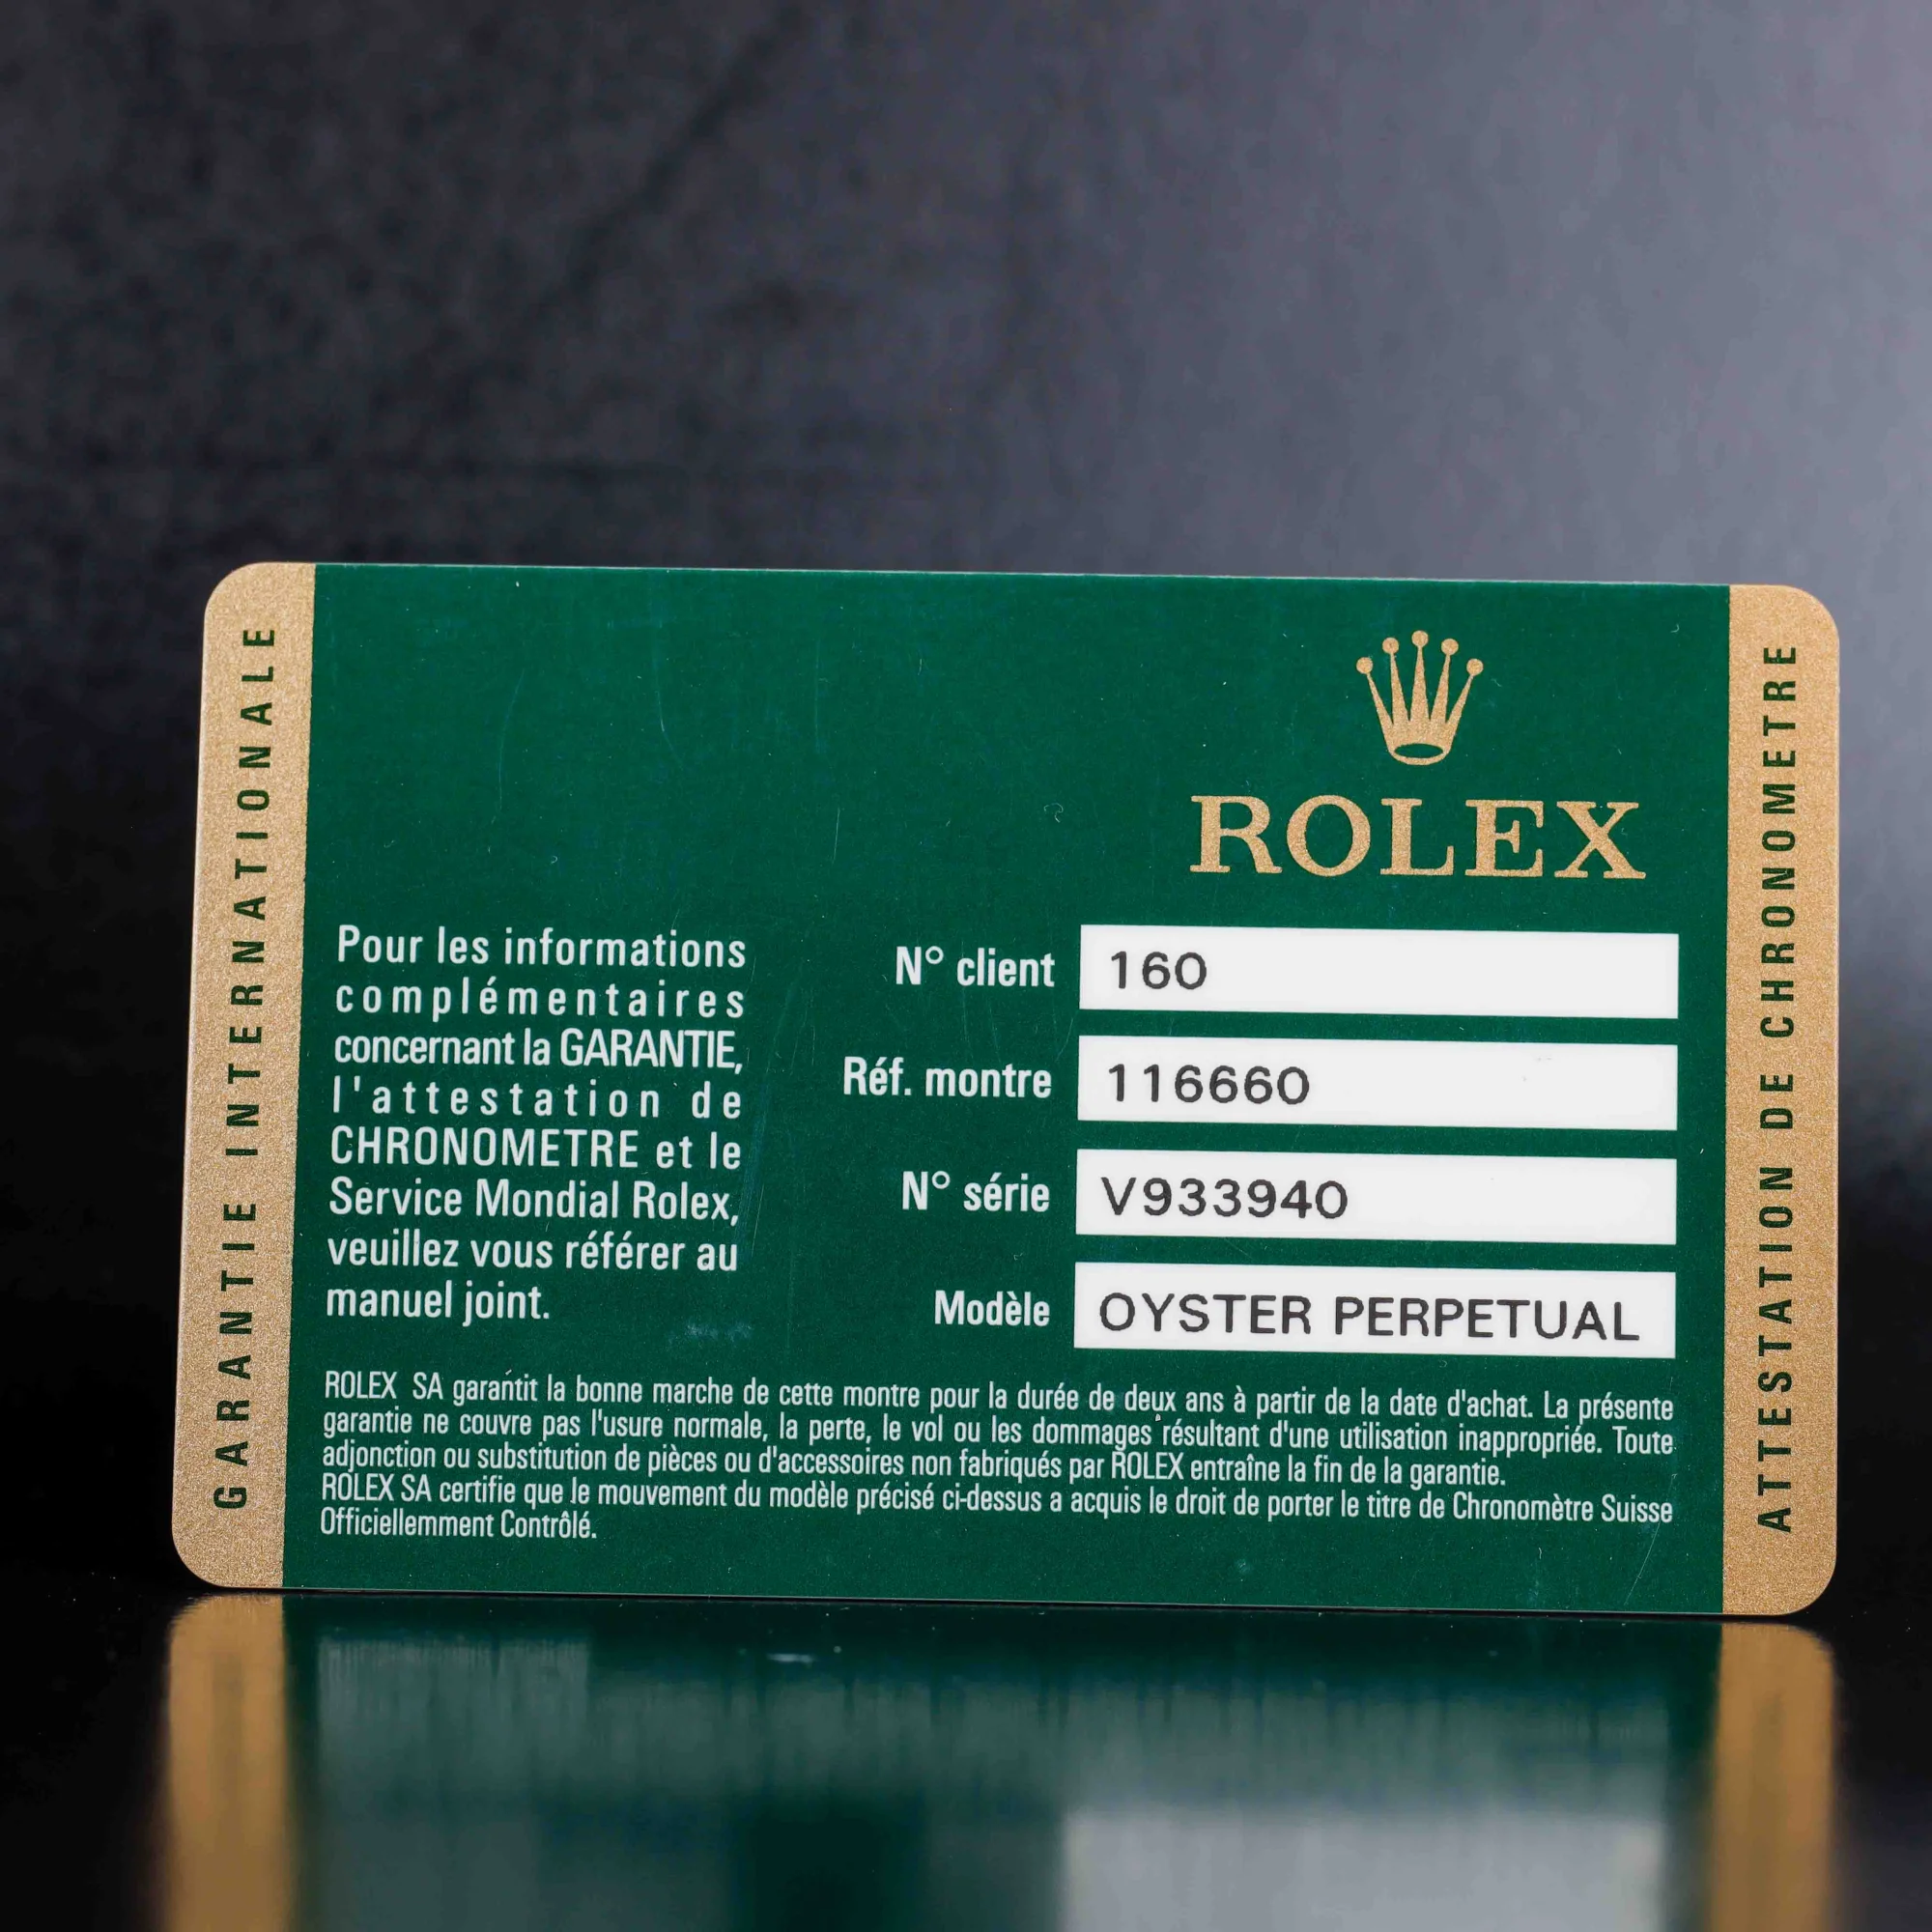 GARANTIE INTERNATIONALE
ROLEX
Pour les informations
complémentaires
concernant la GARANTIE,
l'attestation de
CHRONOMETRE et le
Service Mondial Rolex,
veuillez vous référer au
manuel joint.
N° client 160
Réf. montre 116660
N° série V933940
Modèle OYSTER PERPETUAL
ROLEX SA garantit la bonne marche de cette montre pour la durée de deux ans à partir de la date d'achat. La présente
garantie ne couvre pas l'usure normale, la perte, le vol ou les dommages résultant d'une utilisation inappropriée. Toute
adjonction ou substitution de pièces ou d'accessoires non fabriqués par ROLEX entraîne la fin de la garantie.
ROLEX SA certifie que le mouvement du modèle précisé ci-dessus a acquis le droit de porter le titre de Chronomètre Suisse
Officiellemment Contrôlé.
ATTESTATION DE CHRONOMETRE